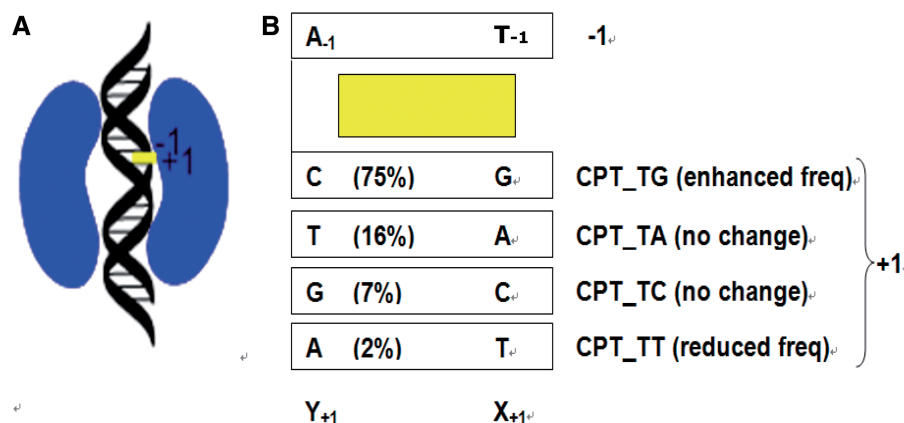 A
-1
+1
B
A-1 T-1 -1
C (75%) G CPT_TG (enhanced freq)
T (16%) A CPT_TA (no change)
+1
G (7%) C CPT_TC (no change)
A (2%) T CPT_TT (reduced freq)
Y+1 X+1